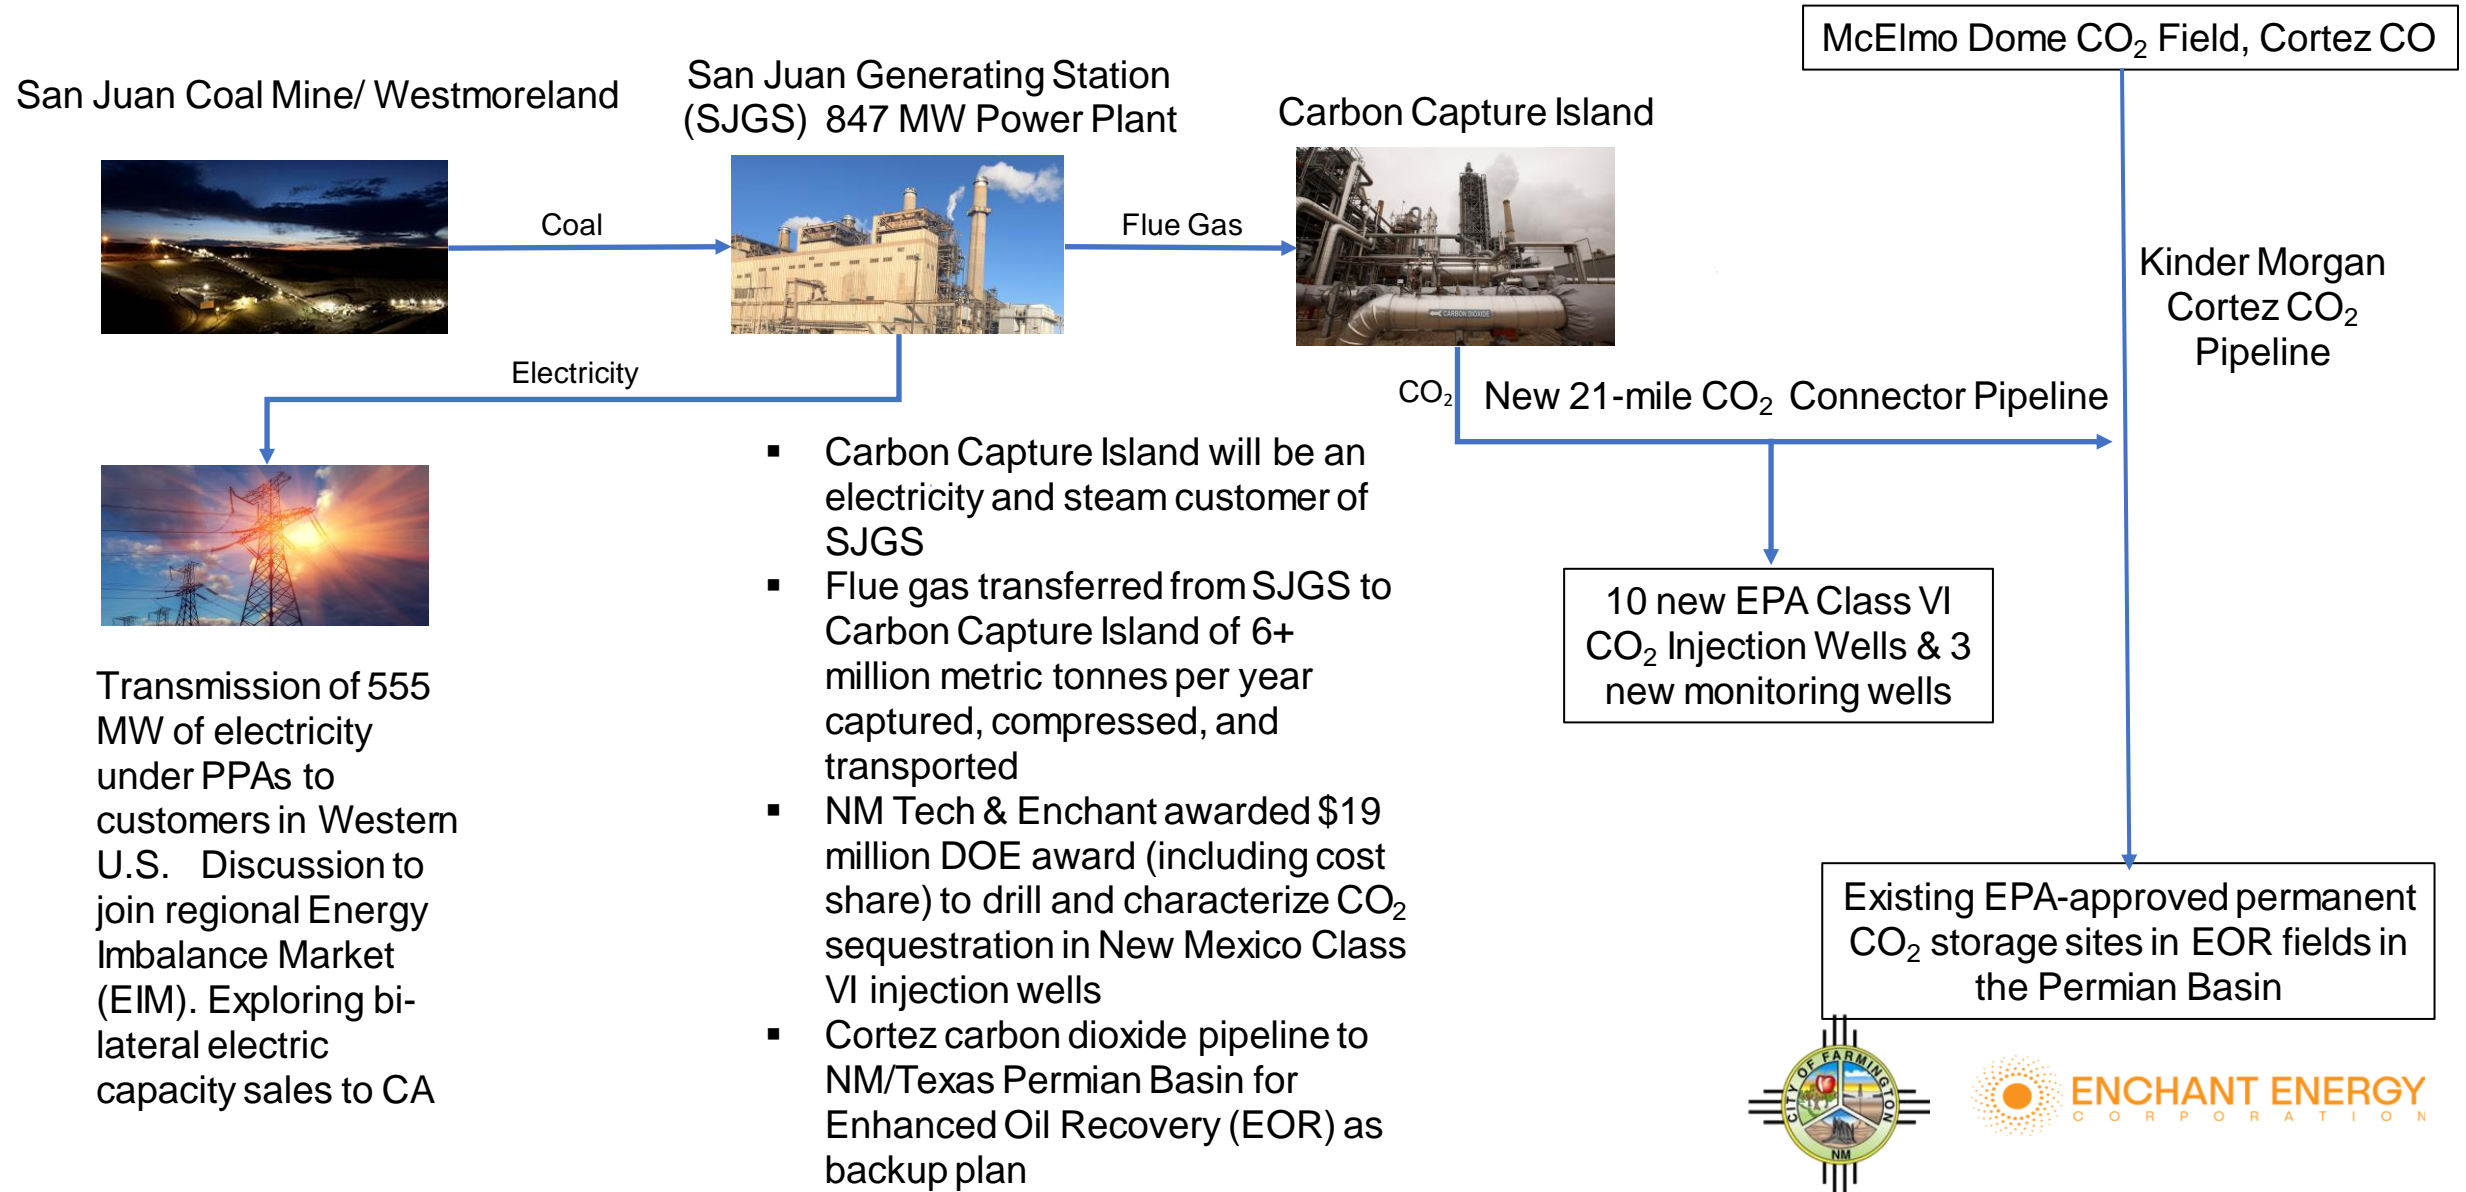 McElmo Dome CO₂ Field, Cortez CO
San Juan Coal Mine/ Westmoreland
San Juan Generating Station
(SJGS) 847 MW Power Plant
Carbon Capture Island
Coal
Flue Gas
CARBON DIOXIDE
Kinder Morgan
Cortez CO₂
Pipeline
Electricity
CO₂
New 21-mile CO₂ Connector Pipeline
Transmission of 555
MW of electricity
under PPAs to
customers in Western
U.S. Discussion to
join regional Energy
Imbalance Market
(EIM). Exploring bi-
lateral electric
capacity sales to CA
▪ Carbon Capture Island will be an
electricity and steam customer of
SJGS
▪ Flue gas transferred from SJGS to
Carbon Capture Island of 6+
million metric tonnes per year
captured, compressed, and
transported
▪ NM Tech & Enchant awarded $19
million DOE award (including cost
share) to drill and characterize CO₂
sequestration in New Mexico Class
VI injection wells
▪ Cortez carbon dioxide pipeline to
NM/Texas Permian Basin for
Enhanced Oil Recovery (EOR) as
backup plan
10 new EPA Class VI
CO₂ Injection Wells & 3
new monitoring wells
Existing EPA-approved permanent
CO₂ storage sites in EOR fields in
the Permian Basin
CITY OF FARMINGTON
NM
ENCHANT ENERGY
CORPORATION